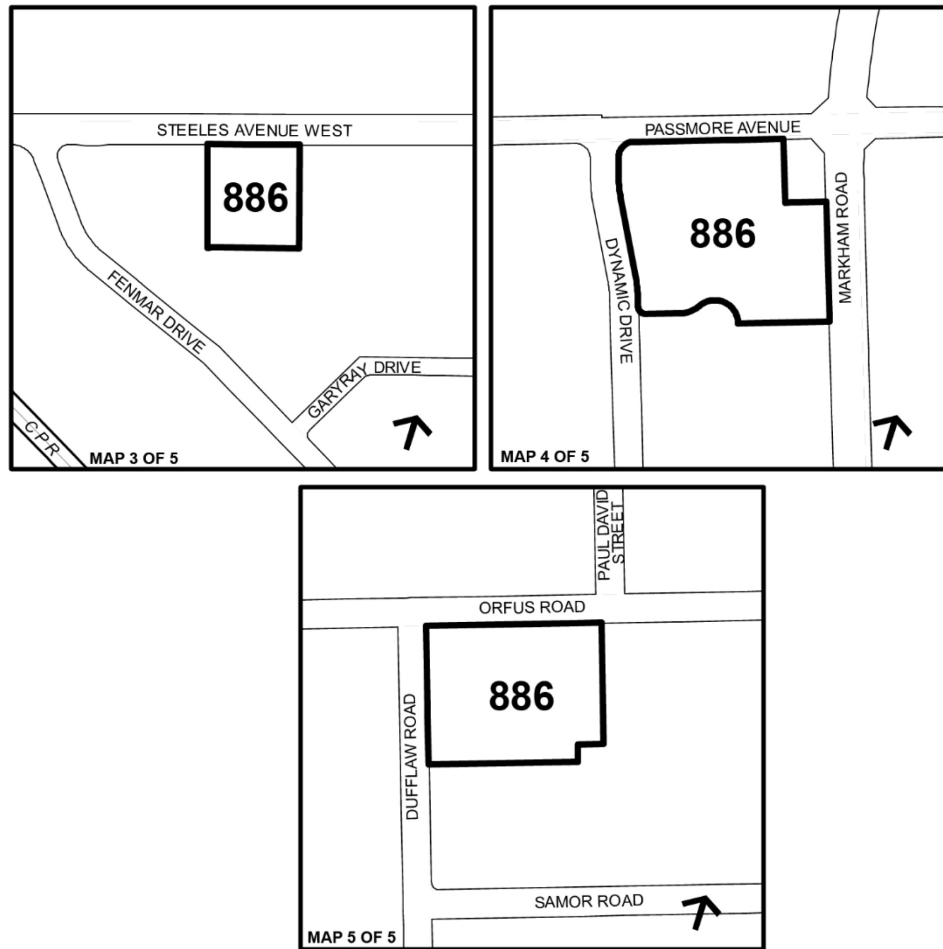 STEELES AVENUE WEST
886
FENMAR DRIVE
GARYRAY DRIVE
C P R
MAP 3 OF 5
PASSMORE AVENUE
886
DYNAMIC DRIVE
MARKHAM ROAD
MAP 4 OF 5
PAUL DAVID
STREET
ORFUS ROAD
886
DUFFLAW ROAD
SAMOR ROAD
MAP 5 OF 5